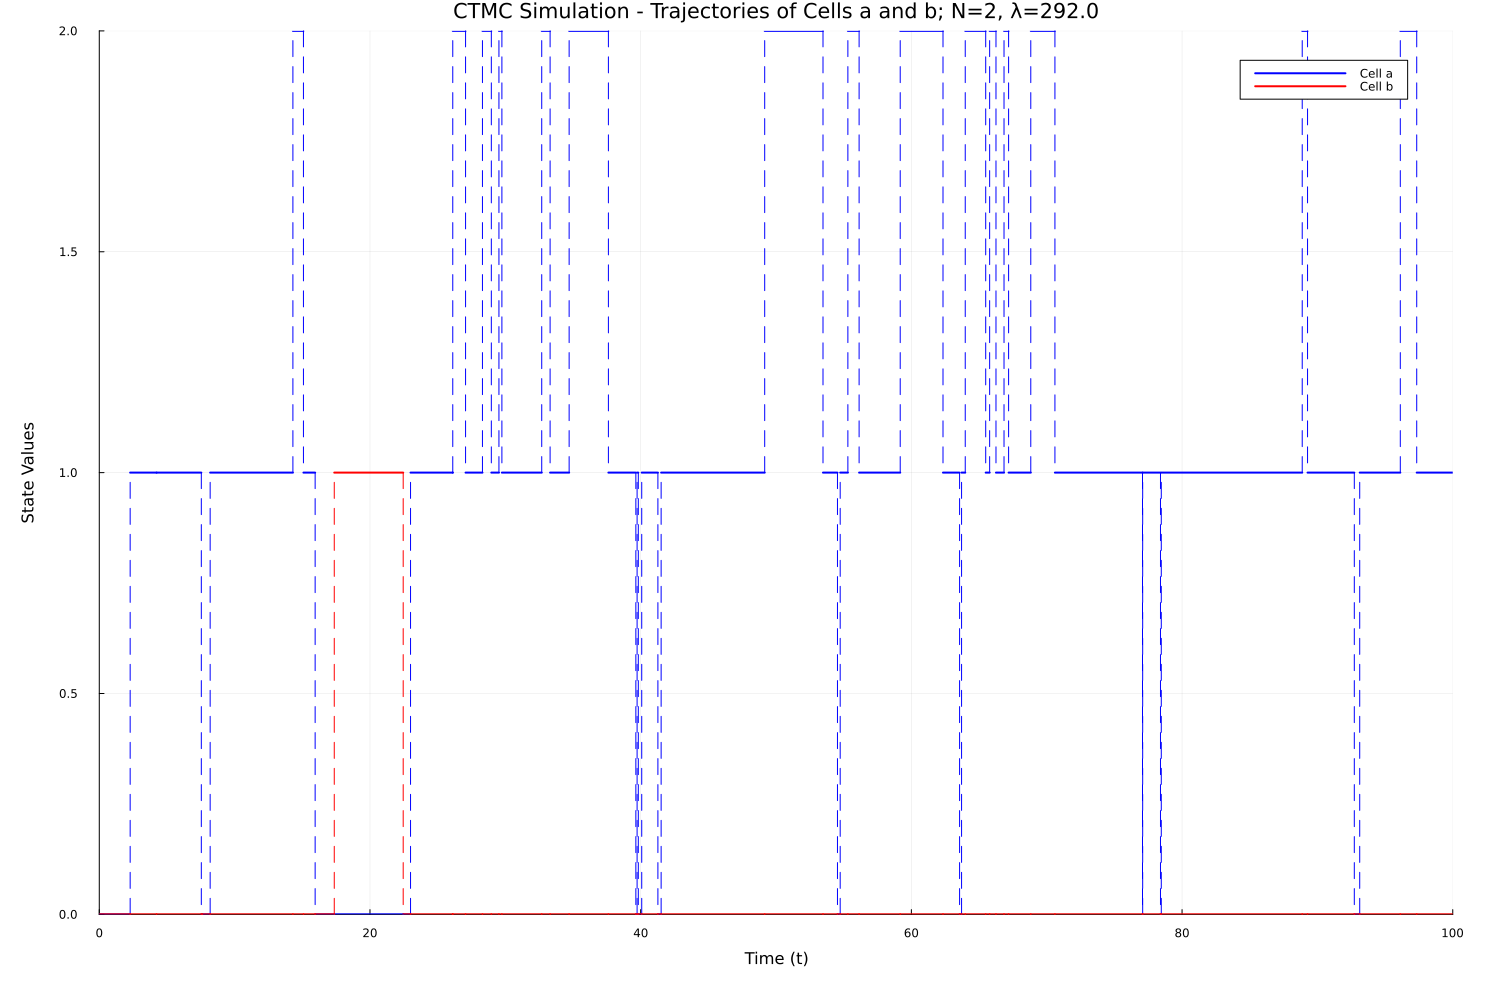 CTMC Simulation - Trajectories of Cells a and b; N=2, λ=292.0
2.0
Cell a
Cell b
1.5
State Values
1.0
0.5
0.0
0 20 40 60 80 100
Time (t)